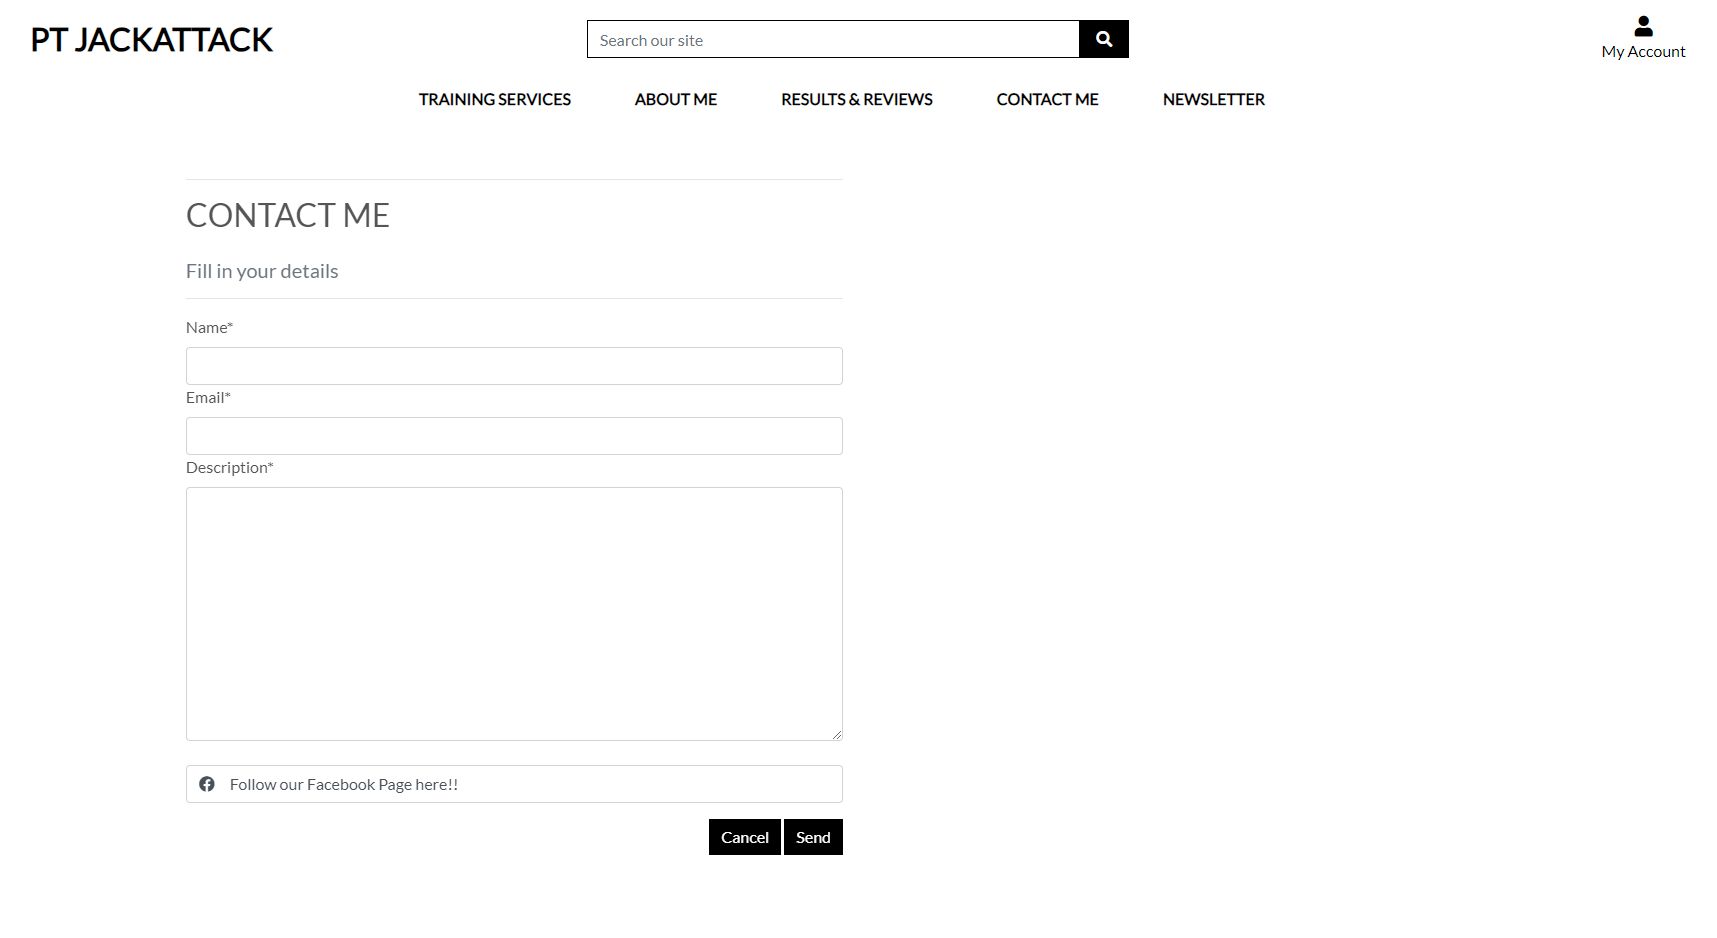 PT JACKATTACK
Search our site
My Account
TRAINING SERVICES
ABOUT ME
RESULTS & REVIEWS
CONTACT ME
NEWSLETTER
CONTACT ME
Fill in your details
Name*
Email*
Description*
Follow our Facebook Page here!!
Cancel
Send